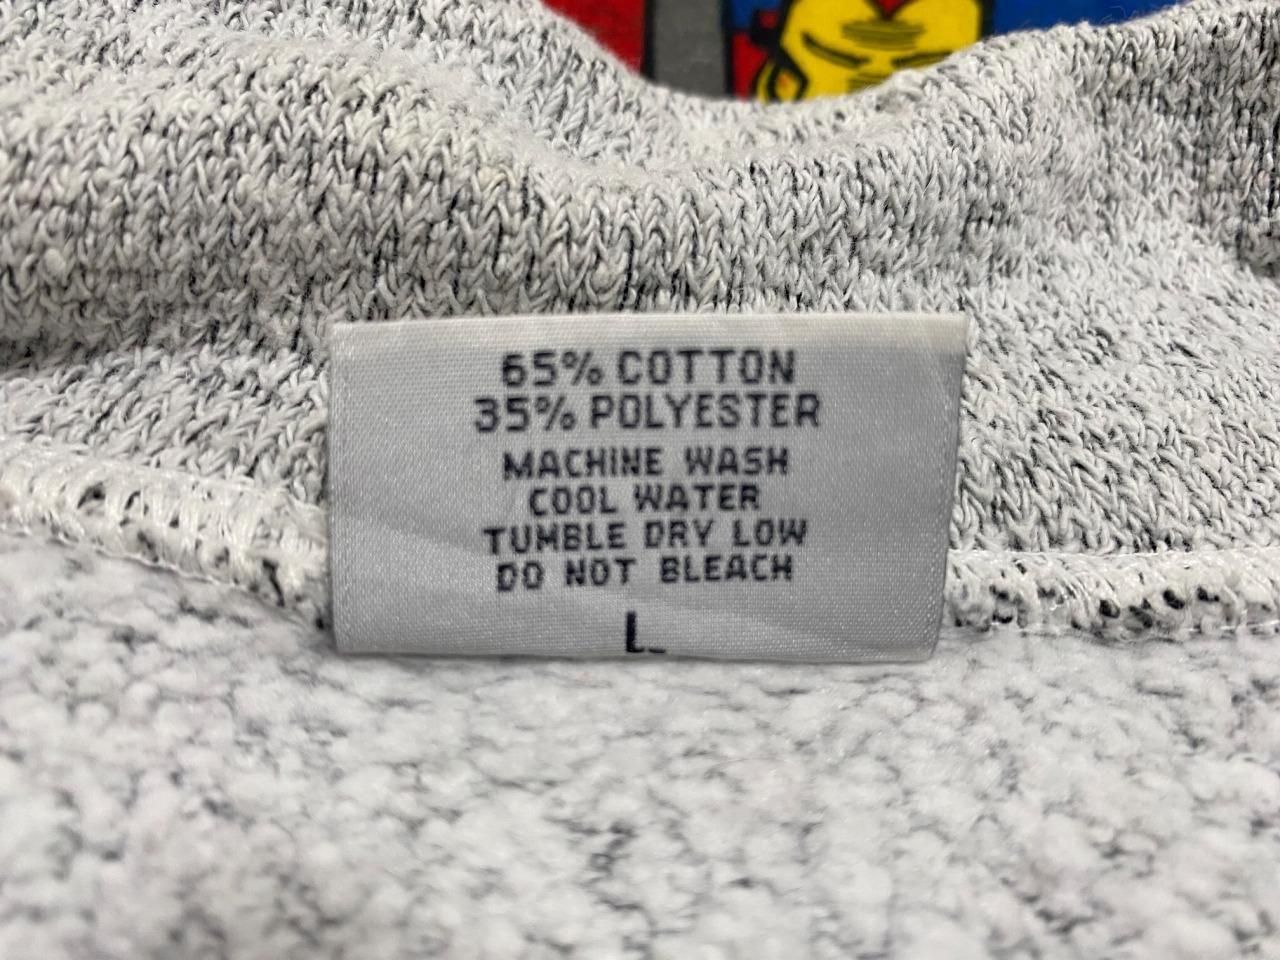 65% COTTON
35% POLYESTER
MACHINE WASH
COOL WATER
TUMBLE DRY LOW
DO NOT BLEACH
L